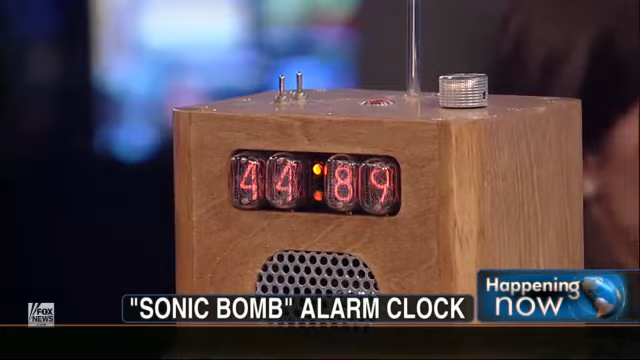 44 89
FOX
NEWS
"SONIC BOMB" ALARM CLOCK
Happening
now